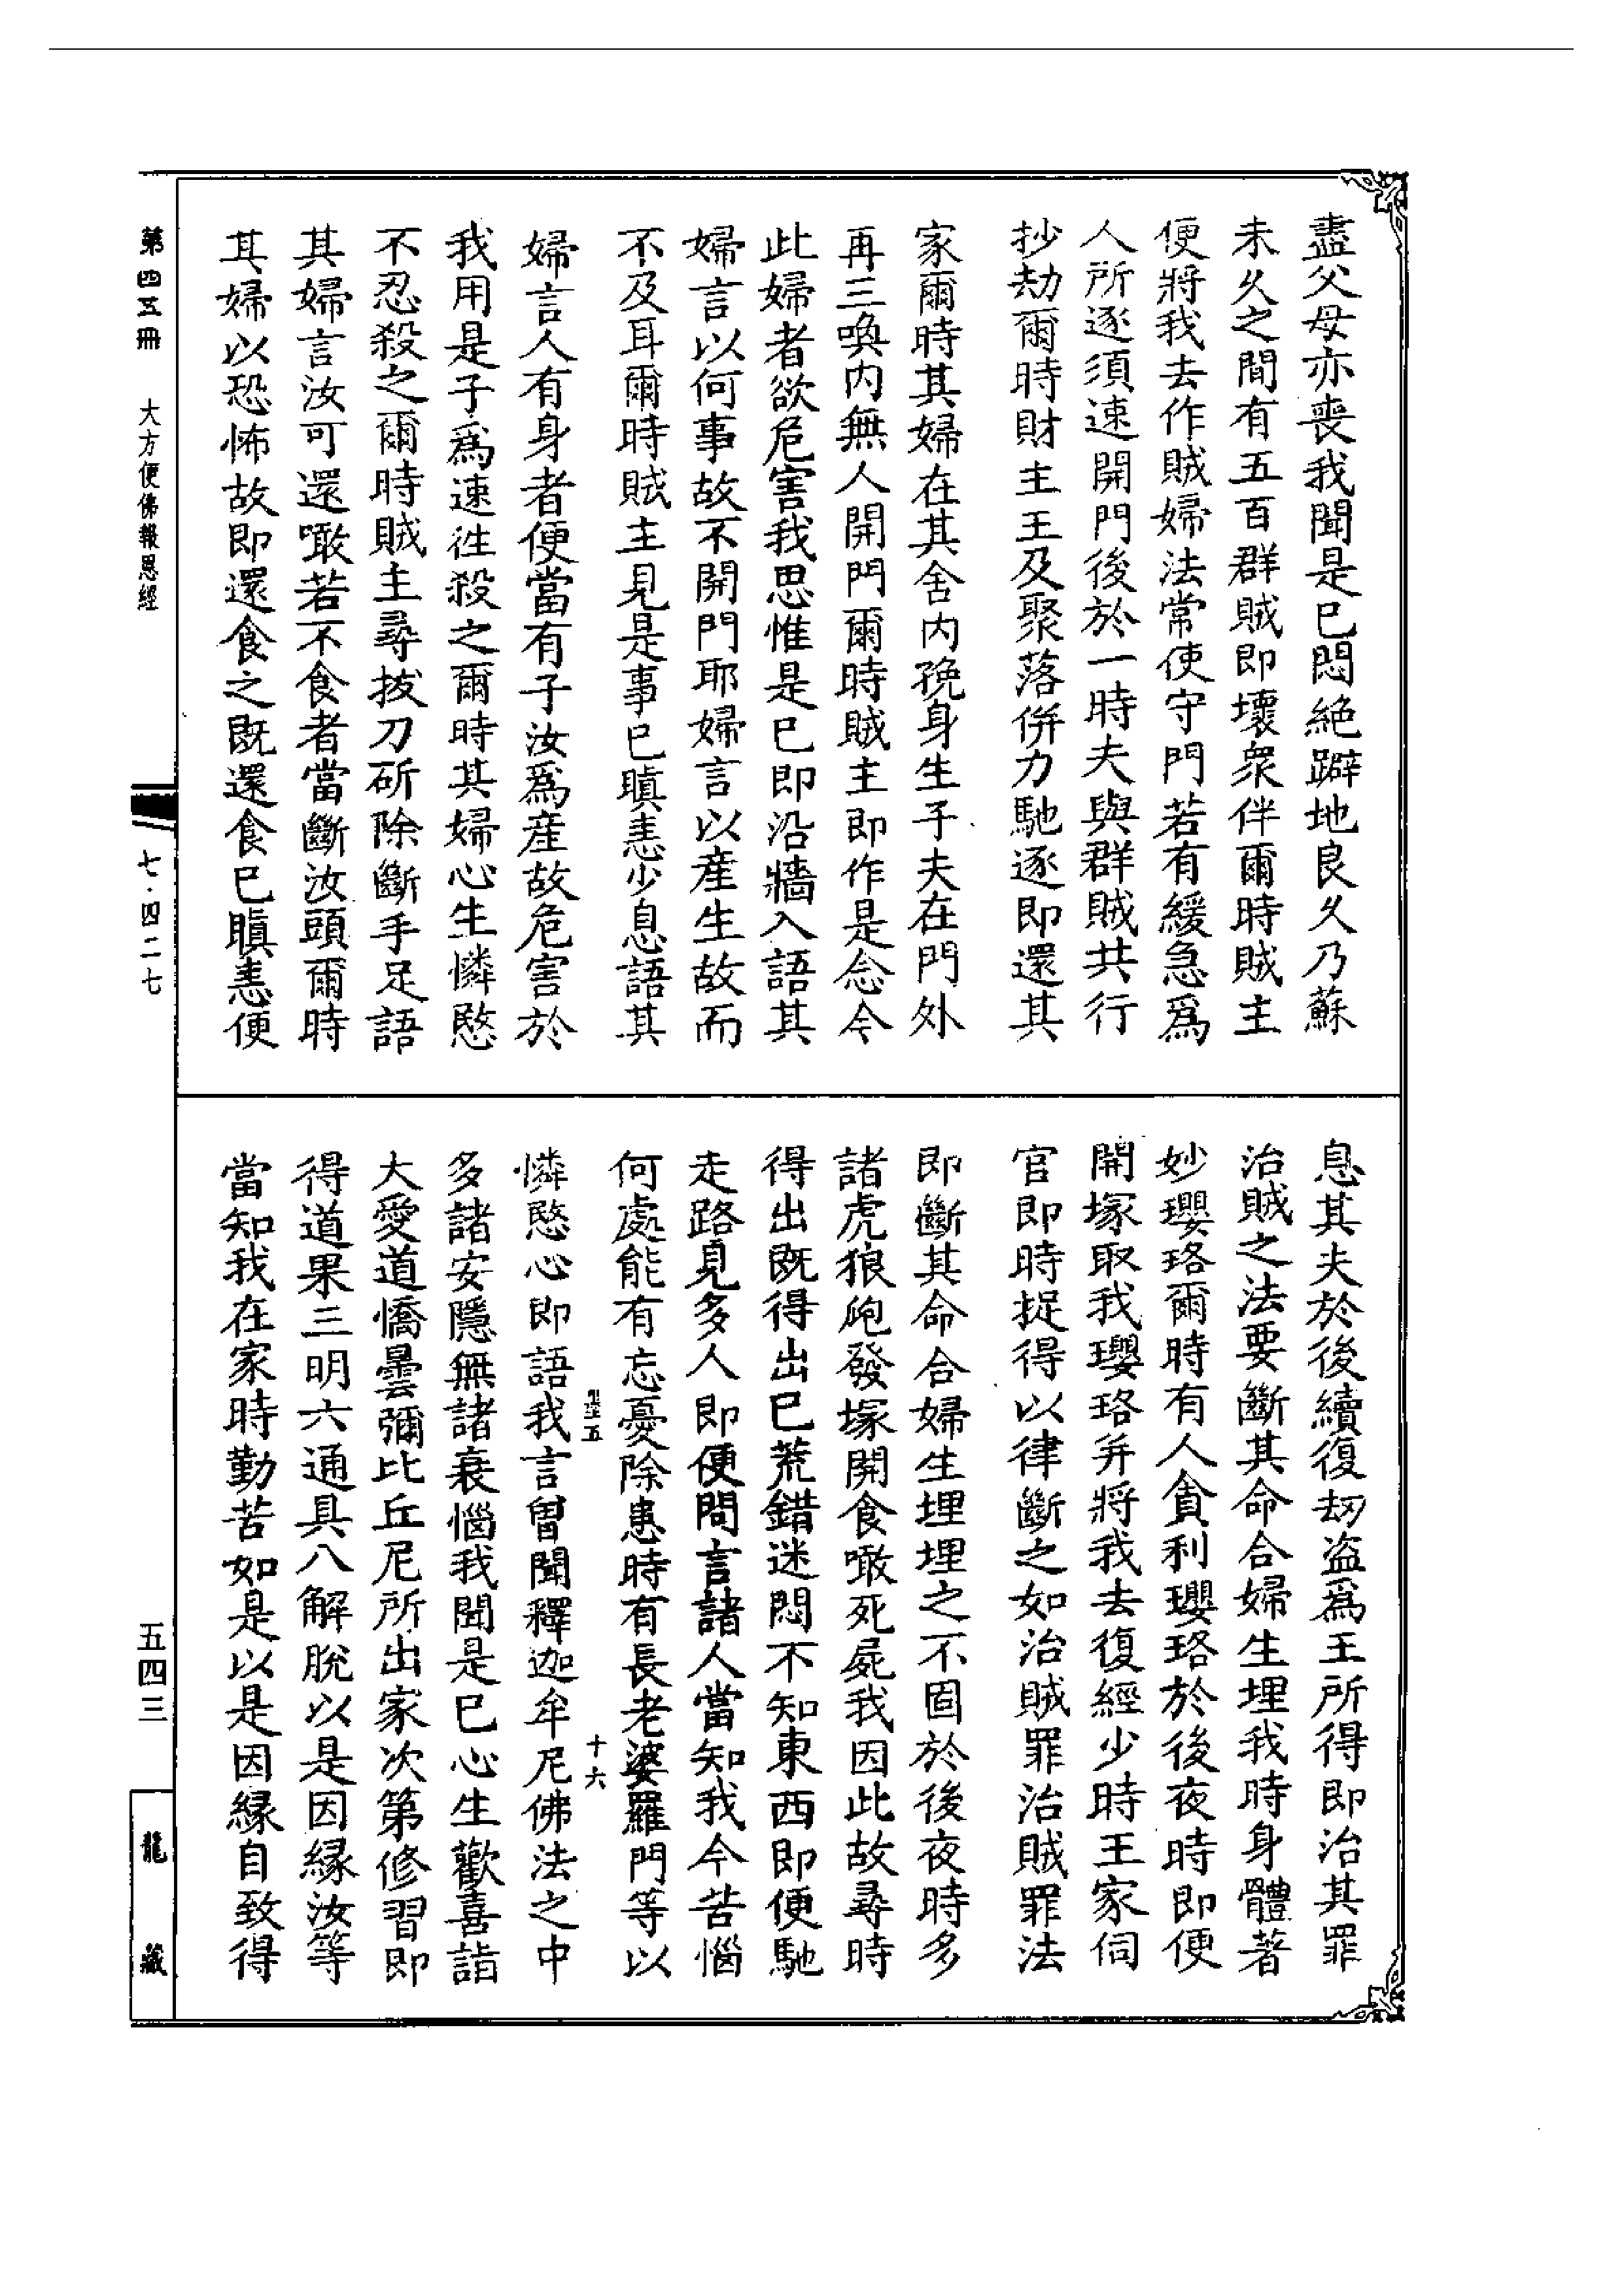 盡父母亦喪我聞是已悶絶躃地良久乃蘇
未久之間有五百群賊即壞衆伴爾時賊主
便將我去作賊婦法常使守門若有緩急爲
人所逐須速開門後於一時夫與群賊共行
抄劫爾時財主王及聚落併力馳逐即還其
家爾時其婦在其舍内㝃身生子夫在門外
再三喚内無人開門爾時賊主即作是念今
此婦者欲危害我思惟是已即沿牆入語其
婦言以何事故不開門耶婦言以産生故而
不及耳爾時賊主見是事已瞋恚少息語其
婦言人有身者便當有子汝爲産故危害於
我用是子爲速往殺之爾時其婦心生憐愍
不忍殺之爾時賊主尋拔刀斫除斷手足語
其婦言汝可還噉若不食者當斷汝頭爾時
其婦以恐怖故即還食之既還食已瞋恚便
息其夫於後續復劫盗爲王所得即治其罪
治賊之法要斷其命合婦生埋我時身體著
妙瓔珞爾時有人貪利瓔珞於後夜時即便
開塚取我瓔珞并將我去復經少時王家伺
官即時捉得以律斷之如治賊罪治賊罪法
即斷其命合婦生埋埋之不固於後夜時多
諸虎狼㿺發塚開食噉死屍我因此故尋時
得出既得出已荒錯迷悶不知東西即便馳
走路見多人即便問言諸人當知我今苦惱
何處能有忘憂除患時有長老婆羅門等以
憐愍心即語我言曾聞釋迦牟尼佛法之中
多諸安隱無諸衰惱我聞是已心生歡喜詣
大愛道憍曇彌比丘尼所出家次第修習即
得道果三明六通具八解脫以是因縁汝等
當知我在家時勤苦如是以是因縁自致得
十六
第四五冊
大方便佛報恩經
七·四二七
五四三
龍藏